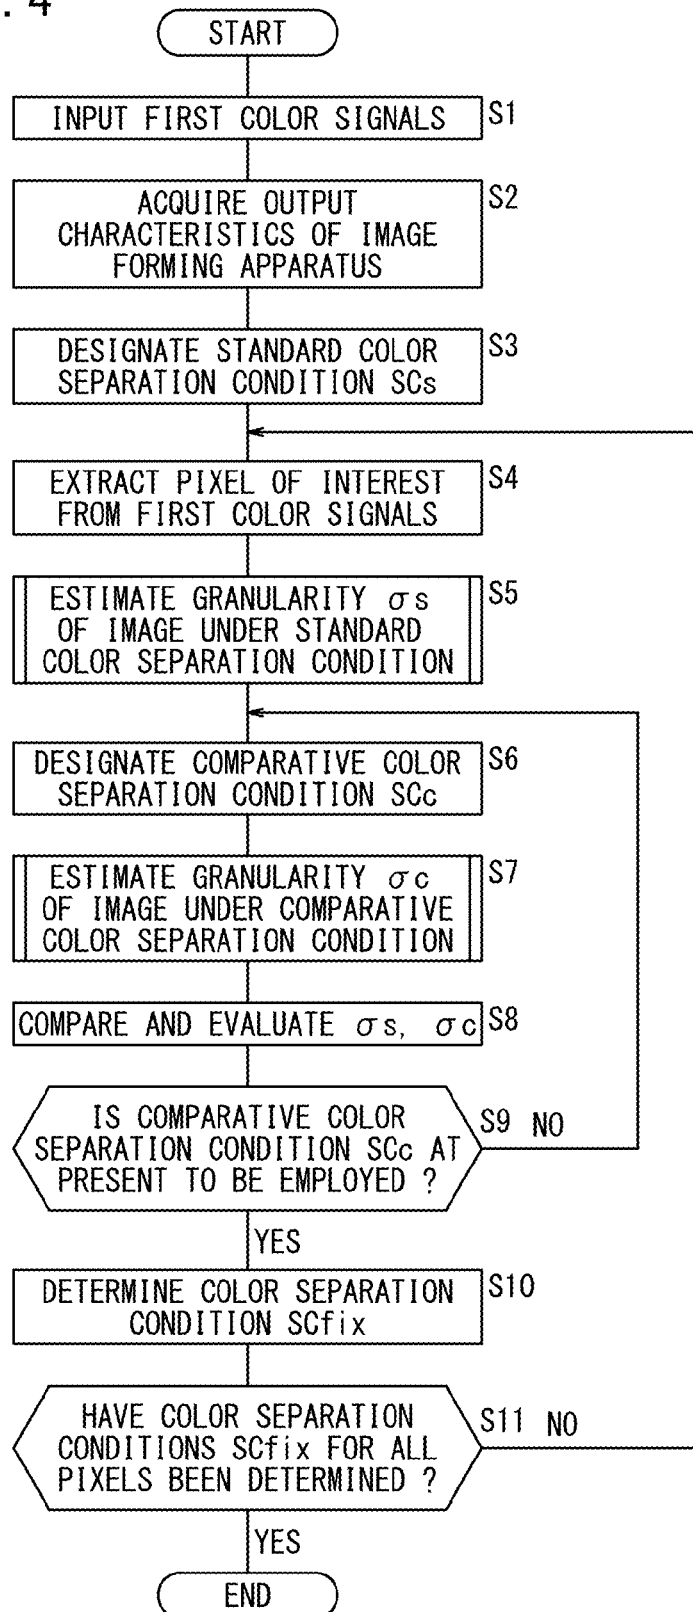 . 4
START
INPUT FIRST COLOR SIGNALS S1
ACQUIRE OUTPUT S2
CHARACTERISTICS OF IMAGE
FORMING APPARATUS
DESIGNATE STANDARD COLOR S3
SEPARATION CONDITION SCs
EXTRACT PIXEL OF INTEREST S4
FROM FIRST COLOR SIGNALS
ESTIMATE GRANULARITY σs S5
OF IMAGE UNDER STANDARD
COLOR SEPARATION CONDITION
DESIGNATE COMPARATIVE COLOR S6
SEPARATION CONDITION SCc
ESTIMATE GRANULARITY σc S7
OF IMAGE UNDER COMPARATIVE
COLOR SEPARATION CONDITION
COMPARE AND EVALUATE σs, σc S8
IS COMPARATIVE COLOR S9 NO
SEPARATION CONDITION SCc AT
PRESENT TO BE EMPLOYED ?
YES
DETERMINE COLOR SEPARATION S10
CONDITION SCfix
HAVE COLOR SEPARATION S11 NO
CONDITIONS SCfix FOR ALL
PIXELS BEEN DETERMINED ?
YES
END